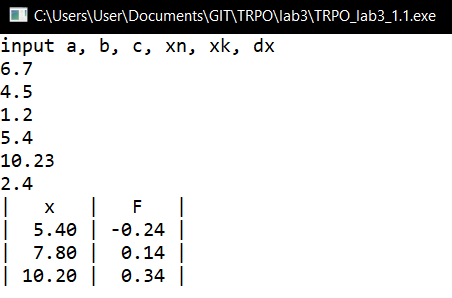 C:\Users\User\Documents\GIT\TRPO\lab3\TRPO_lab3_1.1.exe
input a, b, c, xn, xk, dx
6.7
4.5
1.2
5.4
10.23
2.4
|   x   |   F   |
|  5.40 | -0.24 |
|  7.80 |  0.14 |
| 10.20 |  0.34 |